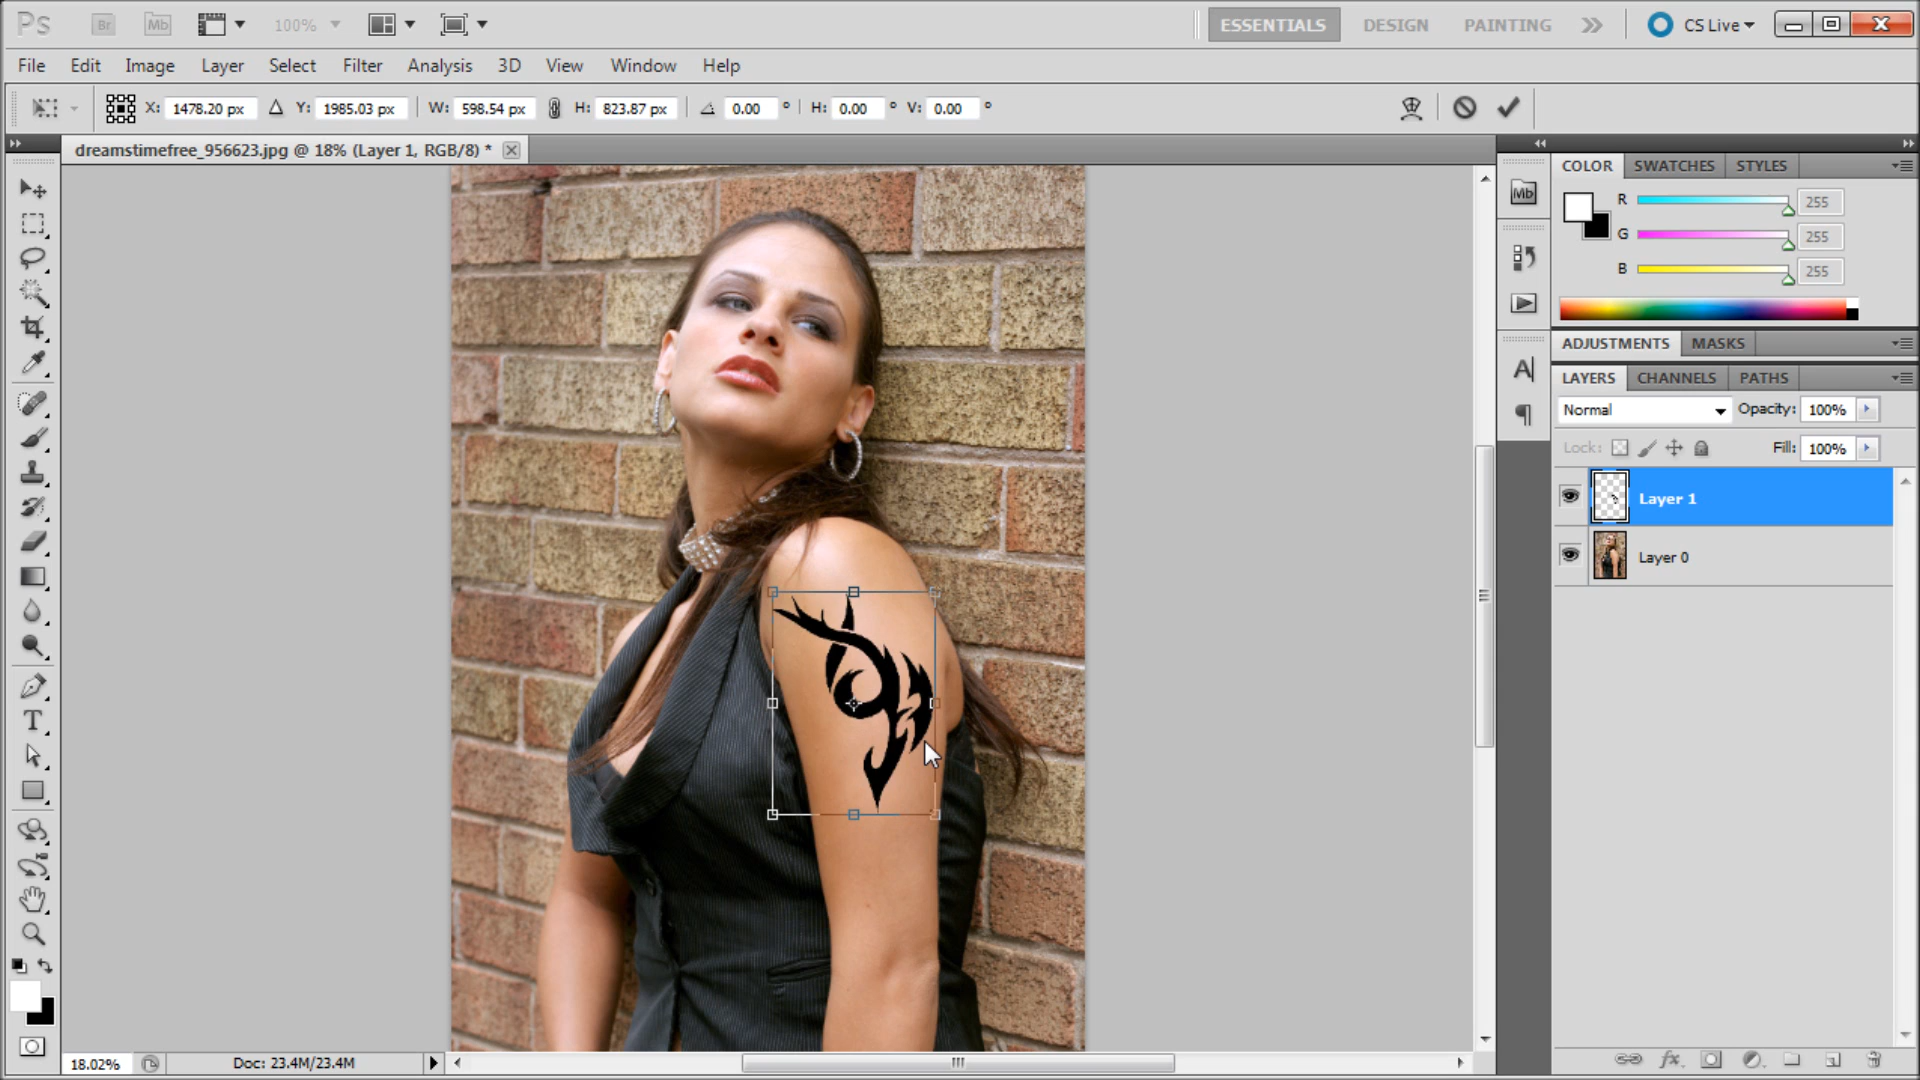 Ps Br Mb 100% ESSENTIALS DESIGN PAINTING CS Live
File Edit Image Layer Select Filter Analysis 3D View Window Help
X: 1478.20 px Y: 1985.03 px W: 598.54 px H: 823.87 px 0.00 ° H: 0.00 ° V: 0.00 °
dreamstimefree_956623.jpg @ 18% (Layer 1, RGB/8) *
COLOR SWATCHES STYLES
Mb
R 255
G 255
B 255
ADJUSTMENTS MASKS
A
LAYERS CHANNELS PATHS
Normal Opacity: 100%
Lock: Fill: 100%
Layer 1
Layer 0
T
18.02% Doc: 23.4M/23.4M
fx